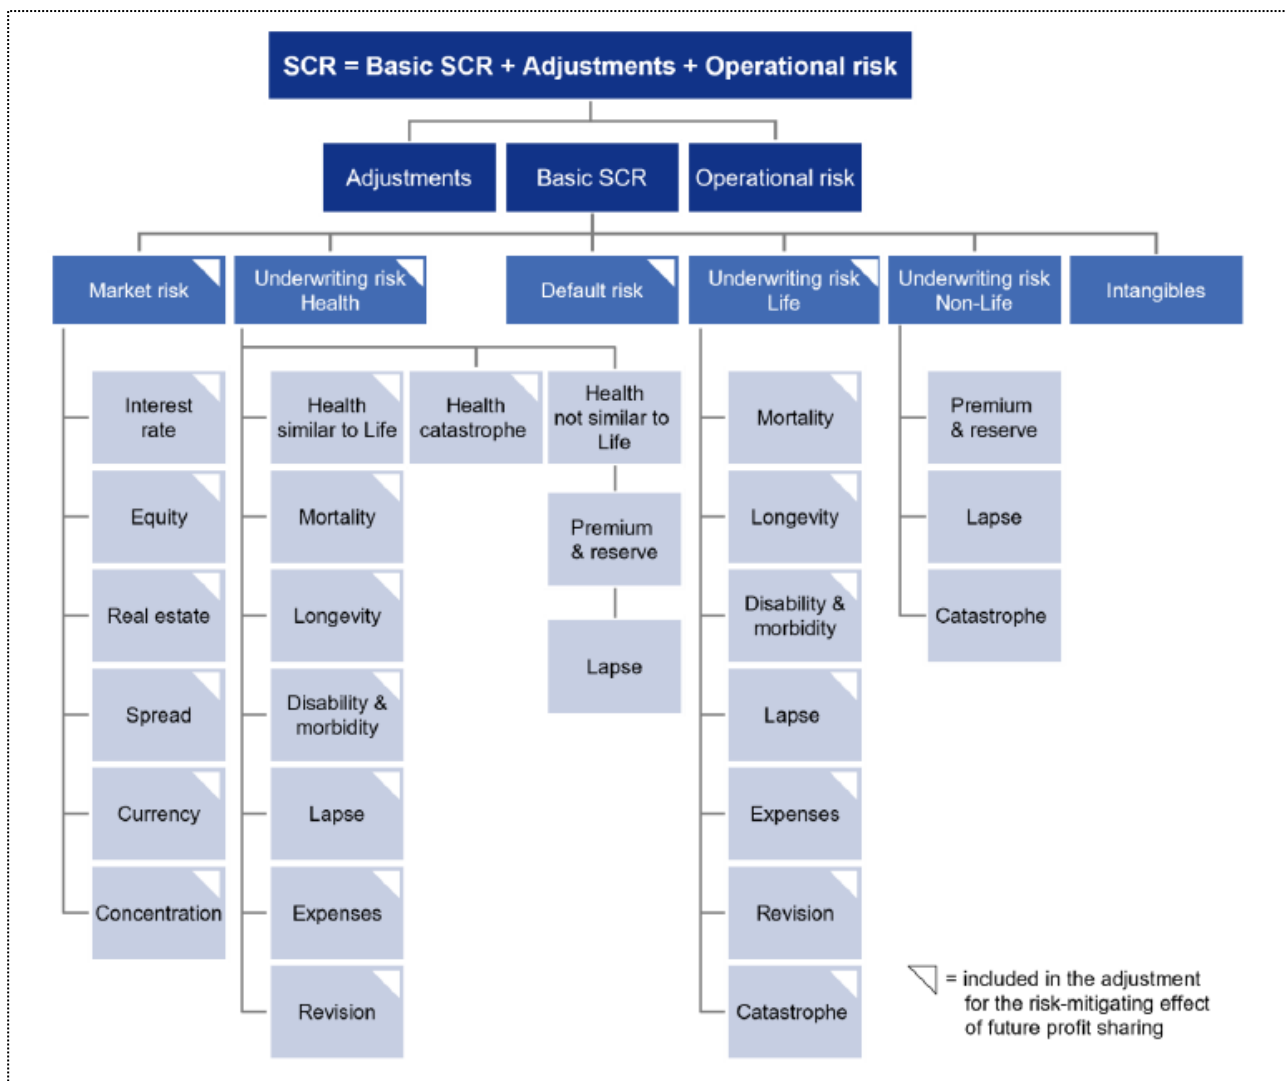 SCR = Basic SCR + Adjustments + Operational risk
Adjustments
Basic SCR
Operational risk
Market risk
Underwriting risk
Health
Default risk
Underwriting risk
Life
Underwriting risk
Non-Life
Intangibles
Interest
rate
Equity
Real estate
Spread
Currency
Concentration
Health
similar to Life
Mortality
Longevity
Disability &
morbidity
Lapse
Expenses
Revision
Health
catastrophe
Health
not similar to
Life
Premium
& reserve
Lapse
Mortality
Longevity
Disability &
morbidity
Lapse
Expenses
Revision
Catastrophe
Premium
& reserve
Lapse
Catastrophe
= included in the adjustment
for the risk-mitigating effect
of future profit sharing